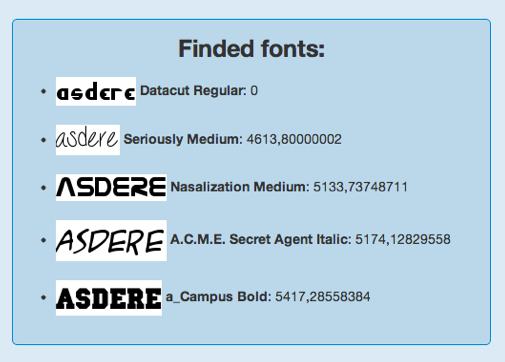 Finded fonts:
asdere Datacut Regular: 0
asdere Seriously Medium: 4613,80000002
ASDERE Nasalization Medium: 5133,73748711
ASDERE A.C.M.E. Secret Agent Italic: 5174,12829558
ASDERE a_Campus Bold: 5417,28558384